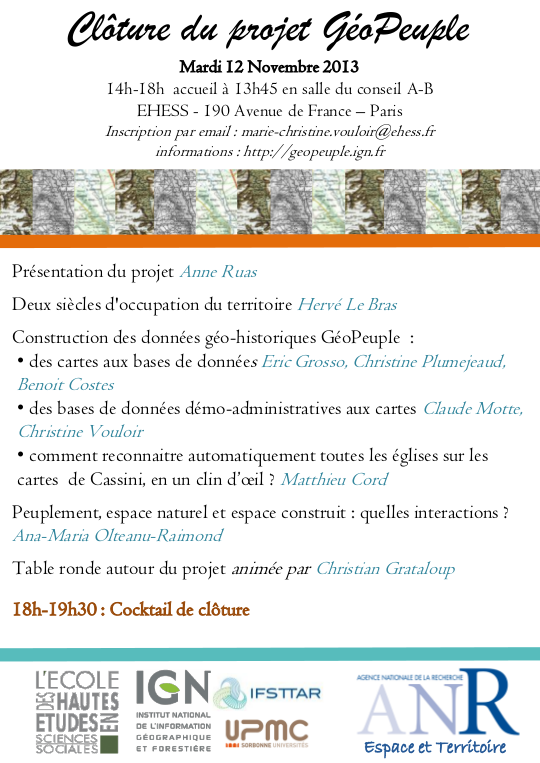 Clôture du projet GéoPeuple
Mardi 12 Novembre 2013
14h-18h accueil à 13h45 en salle du conseil A-B
EHESS - 190 Avenue de France – Paris
Inscription par email : marie-christine.vouloir@ehess.fr
informations : http://geopeuple.ign.fr
Présentation du projet Anne Ruas
Deux siècles d'occupation du territoire Hervé Le Bras
Construction des données géo-historiques GéoPeuple :
• des cartes aux bases de données Eric Grosso, Christine Plumejeaud,
Benoit Costes
• des bases de données démo-administratives aux cartes Claude Motte,
Christine Vouloir
• comment reconnaitre automatiquement toutes les églises sur les
cartes de Cassini, en un clin d’œil ? Matthieu Cord
Peuplement, espace naturel et espace construit : quelles interactions ?
Ana-Maria Olteanu-Raimond
Table ronde autour du projet animée par Christian Grataloup
18h-19h30 : Cocktail de clôture
L'ECOLE
DES HAUTES
ETUDES EN
SCIENCES
SOCIALES
IGN
INSTITUT NATIONAL
DE L'INFORMATION
GÉOGRAPHIQUE
ET FORESTIÈRE
IFSTTAR
UPMC
SORBONNE UNIVERSITÉS
AGENCE NATIONALE DE LA RECHERCHE
ANR
Espace et Territoire